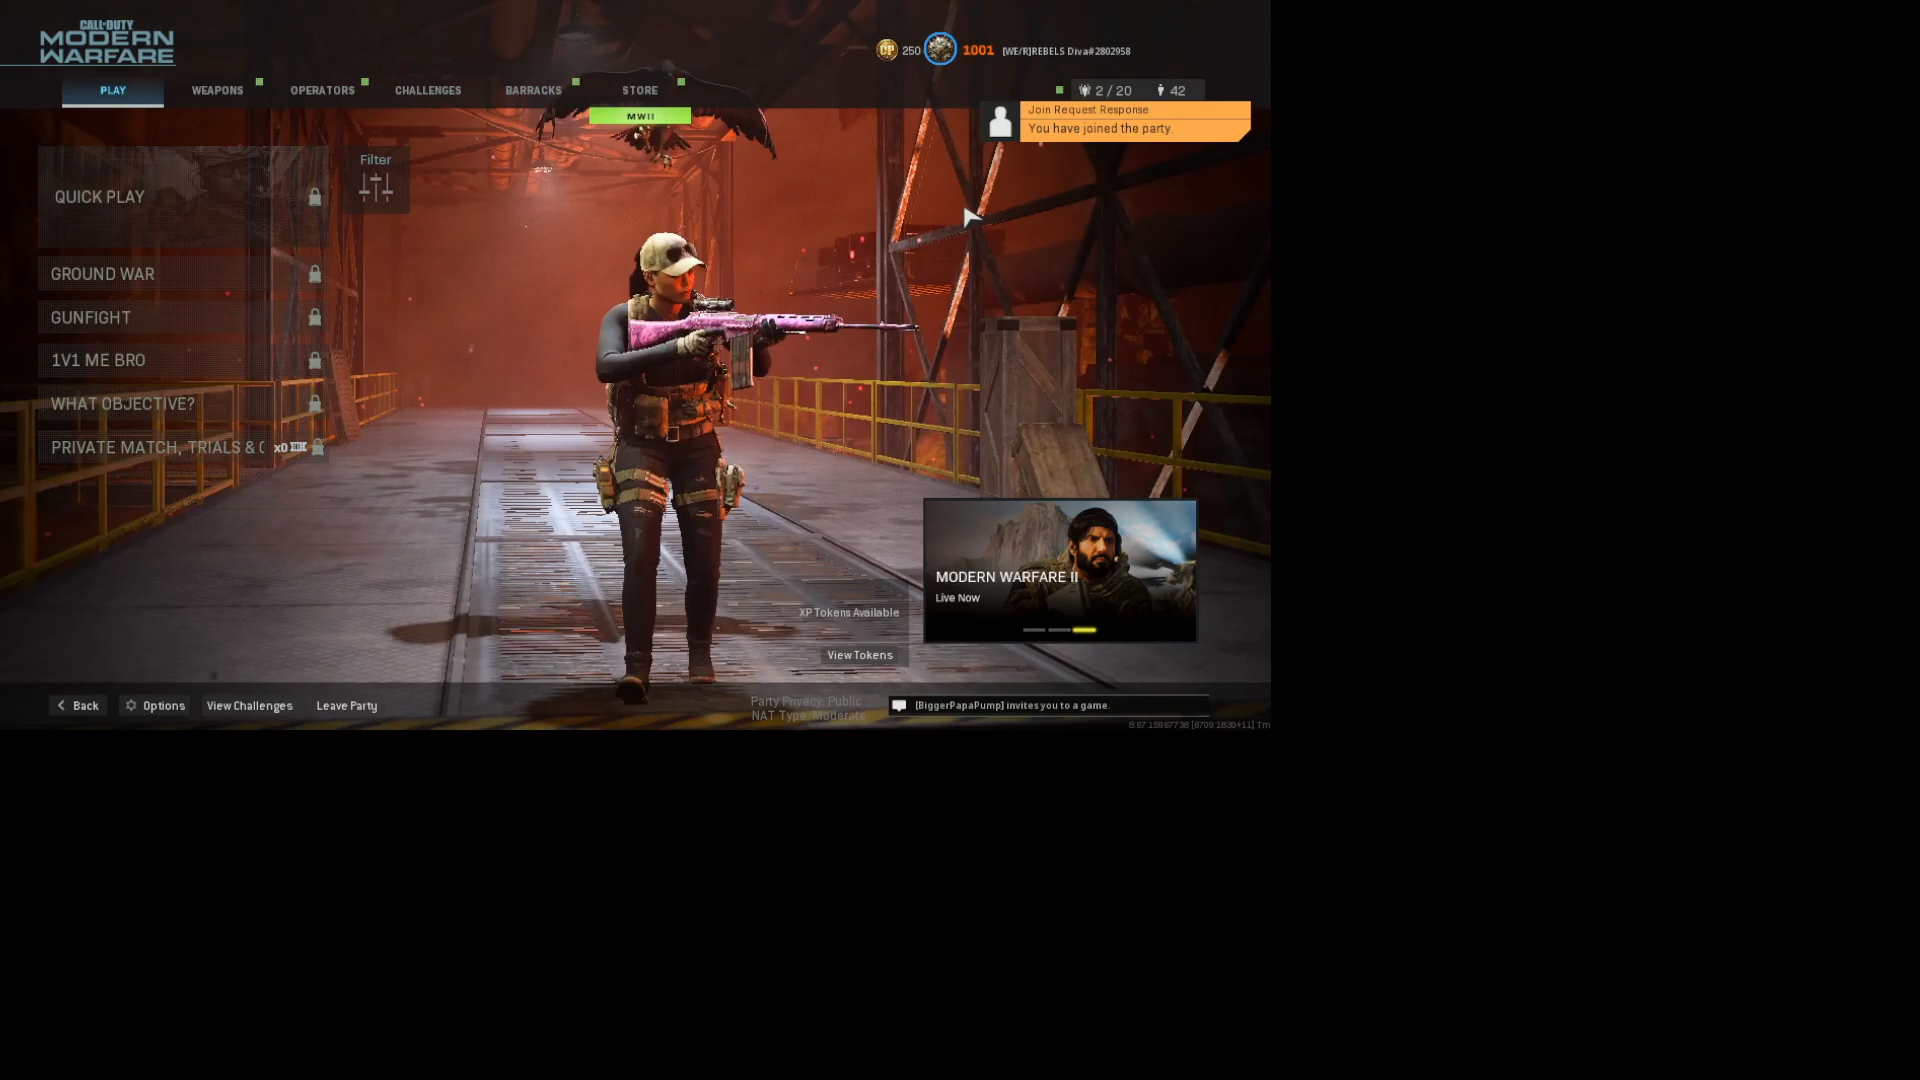 CALL OF DUTY
MODERN
WARFARE
CP 250 1001 [WE/R]REBELS Diva#2802958
PLAY
WEAPONS
OPERATORS
CHALLENGES
BARRACKS
STORE
2 / 20 42
MWII
Join Request Response
You have joined the party.
Filter
QUICK PLAY
GROUND WAR
GUNFIGHT
1V1 ME BRO
WHAT OBJECTIVE?
PRIVATE MATCH, TRIALS & x0
MODERN WARFARE II
Live Now
XP Tokens Available
View Tokens
Back
Options
View Challenges
Leave Party
Party Privacy: Public
NAT Type: Moderate
[BiggerPapaPump] invites you to a game.